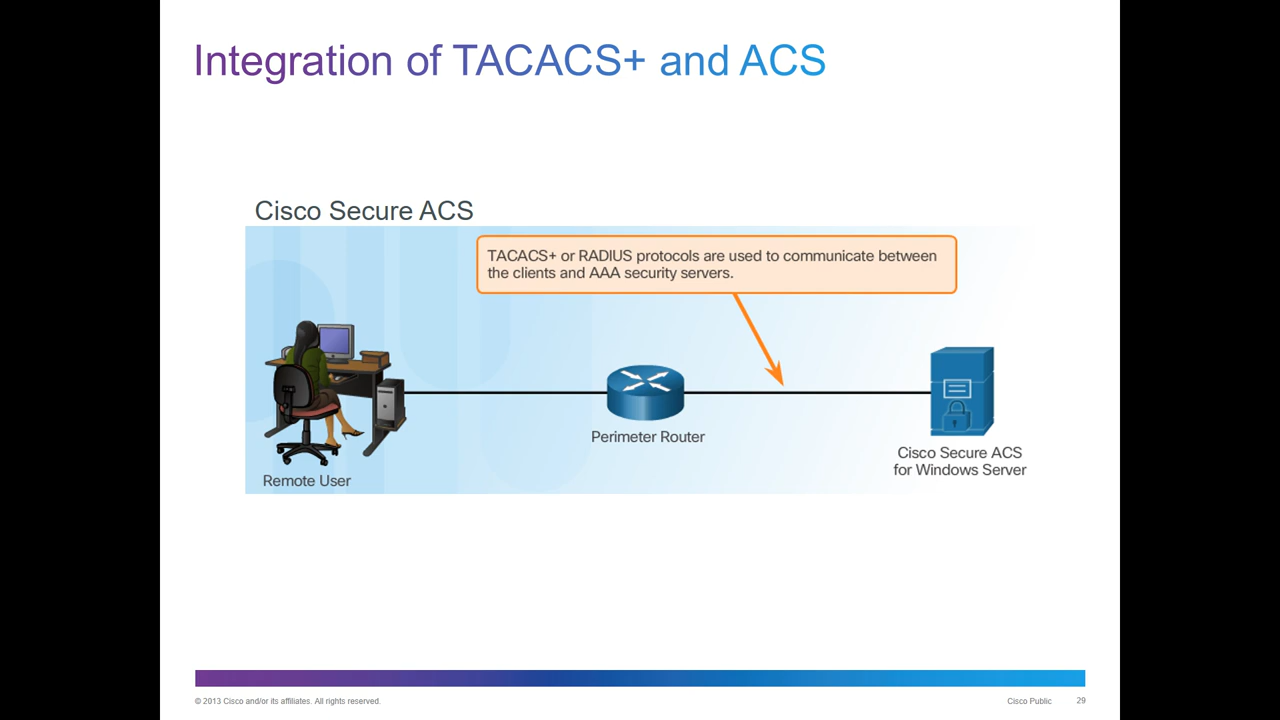 Integration of TACACS+ and ACS
Cisco Secure ACS
TACACS+ or RADIUS protocols are used to communicate between
the clients and AAA security servers.
Perimeter Router
Cisco Secure ACS
for Windows Server
Remote User
© 2013 Cisco and/or its affiliates. All rights reserved.
Cisco Public
29